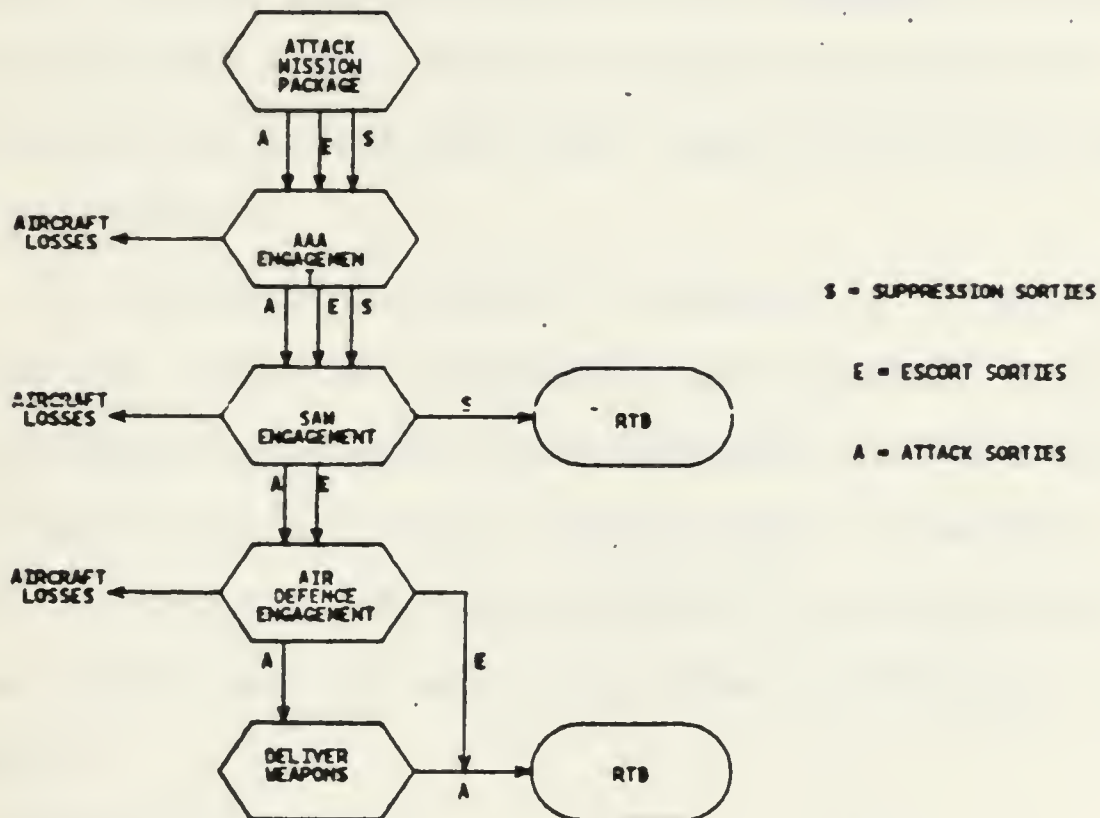 ATTACK
MISSION
PACKAGE
A E S
AIRCRAFT
LOSSES
AAA
ENGAGEMEN
T
A E S
S = SUPPRESSION SORTIES
E = ESCORT SORTIES
A = ATTACK SORTIES
AIRCRAFT
LOSSES
SAM
ENGAGEMENT
S
RTB
A E
AIRCRAFT
LOSSES
AIR
DEFENCE
ENGAGEMENT
A
E
DELIVER
WEAPONS
A
RTB